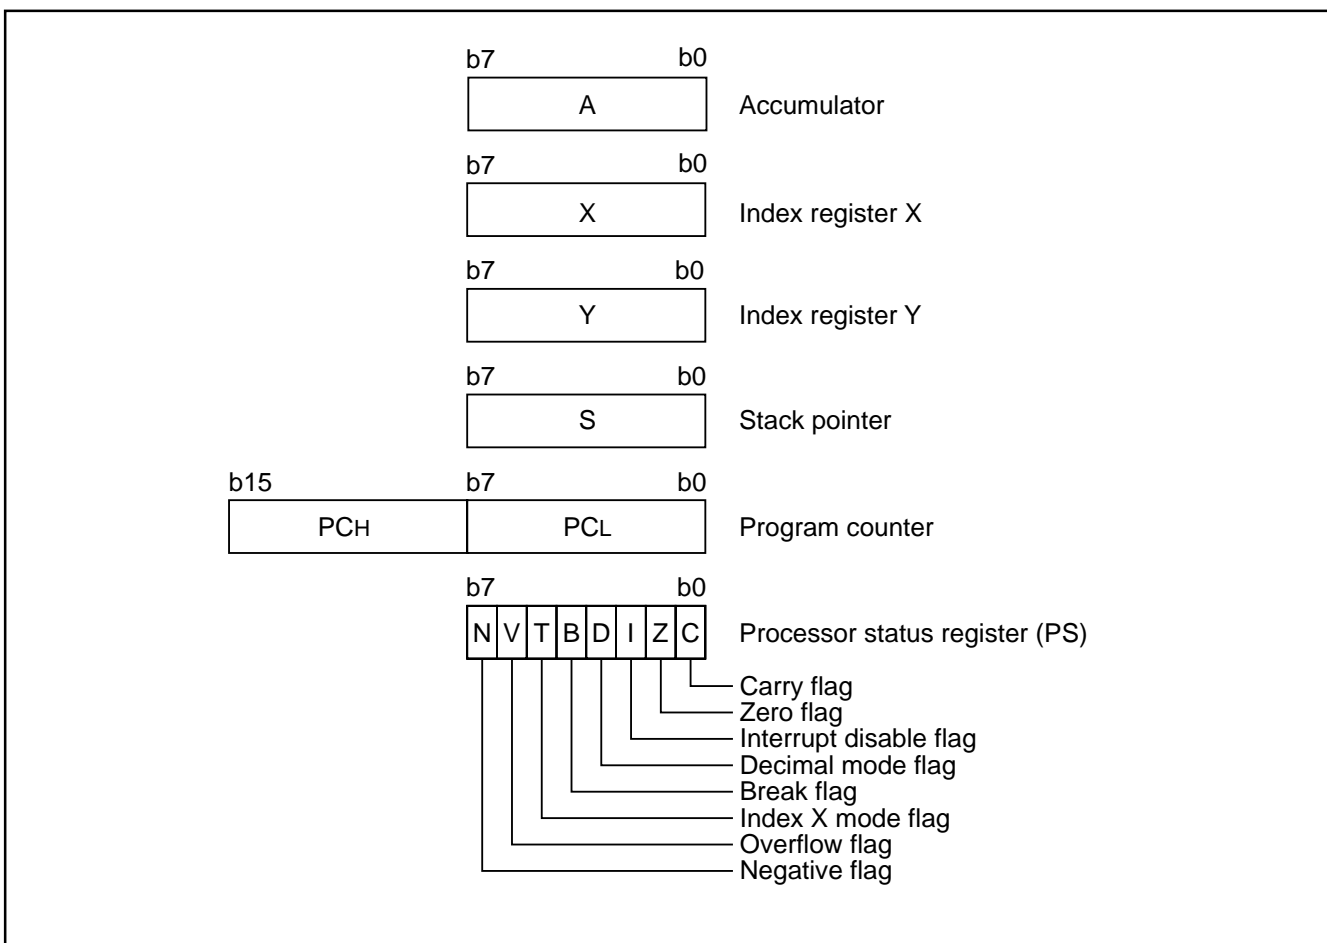 b7 b0
A Accumulator
b7 b0
X Index register X
b7 b0
Y Index register Y
b7 b0
S Stack pointer
b15 b7 b0
PCH PCL Program counter
b7 b0
N V T B D I Z C Processor status register (PS)
Carry flag
Zero flag
Interrupt disable flag
Decimal mode flag
Break flag
Index X mode flag
Overflow flag
Negative flag